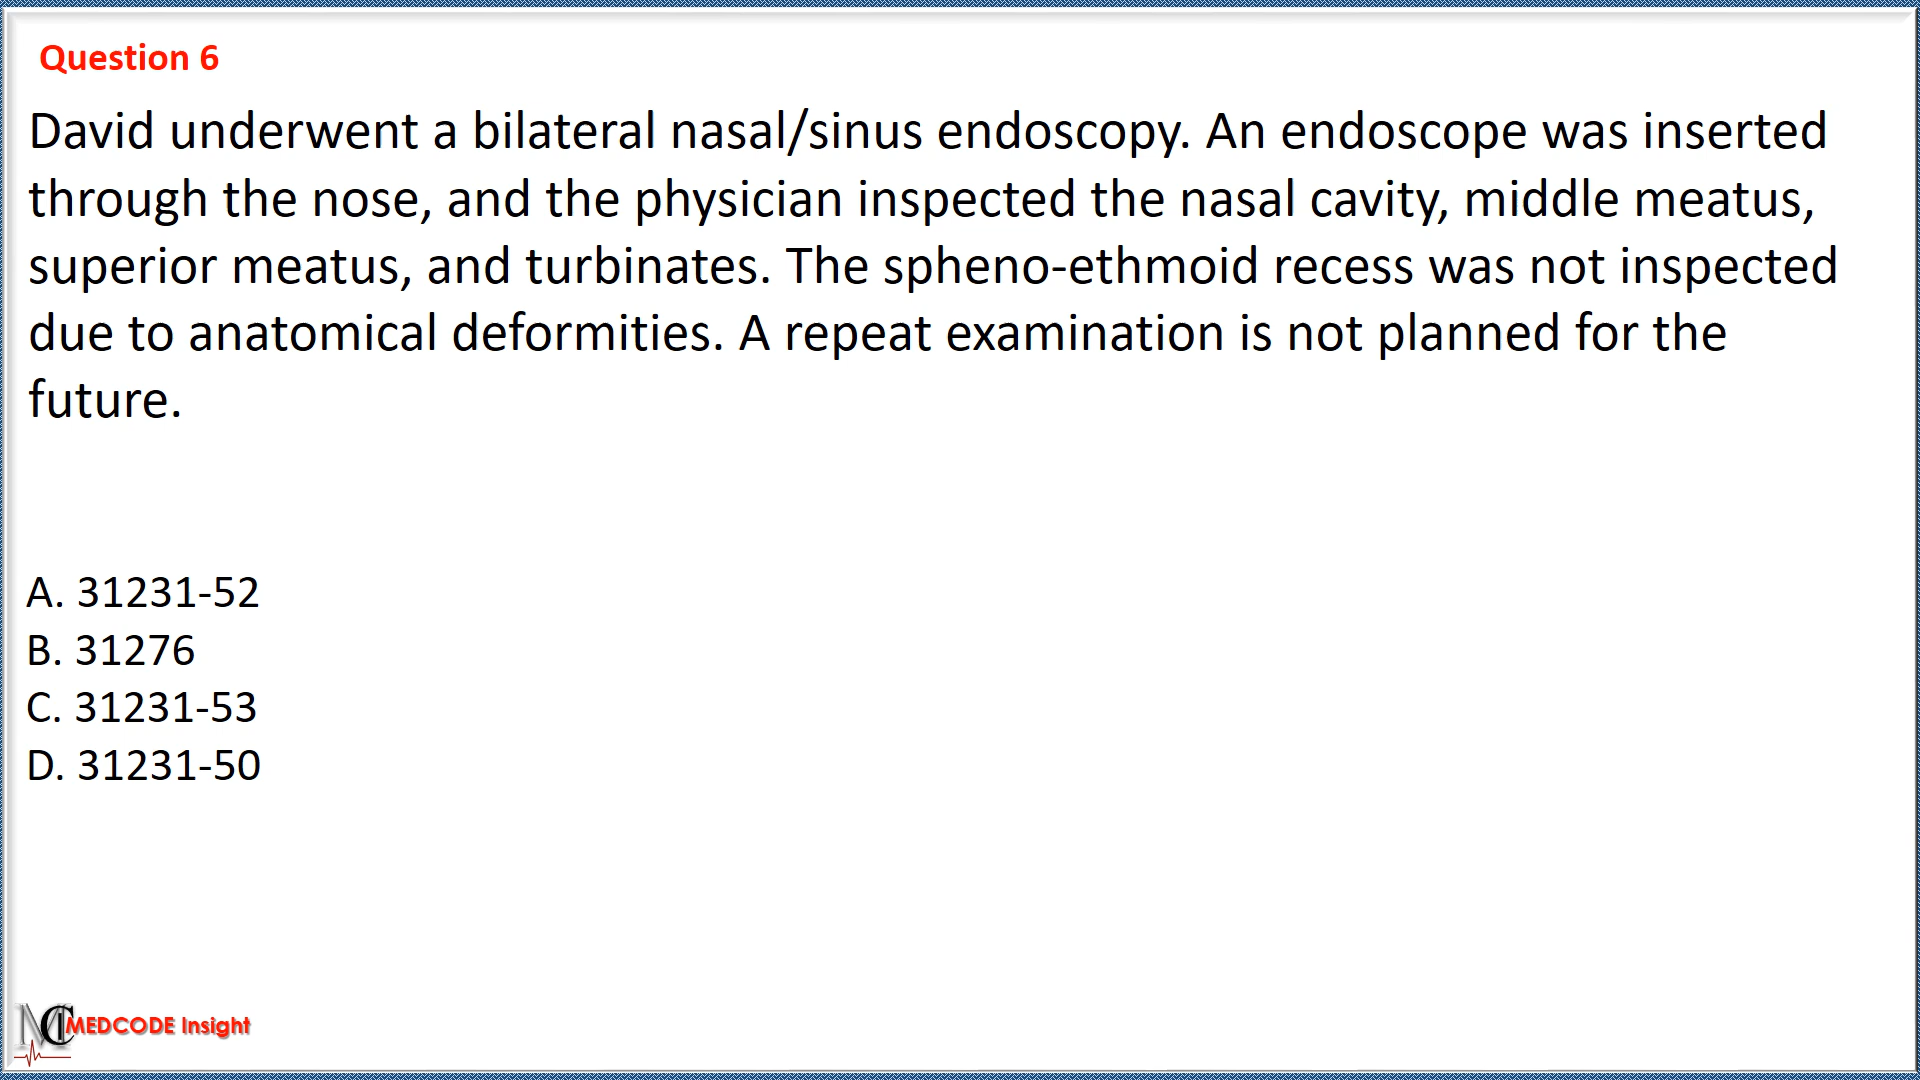 Question 6
David underwent a bilateral nasal/sinus endoscopy. An endoscope was inserted
through the nose, and the physician inspected the nasal cavity, middle meatus,
superior meatus, and turbinates. The spheno-ethmoid recess was not inspected
due to anatomical deformities. A repeat examination is not planned for the
future.
A. 31231-52
B. 31276
C. 31231-53
D. 31231-50
MC MEDCODE Insight